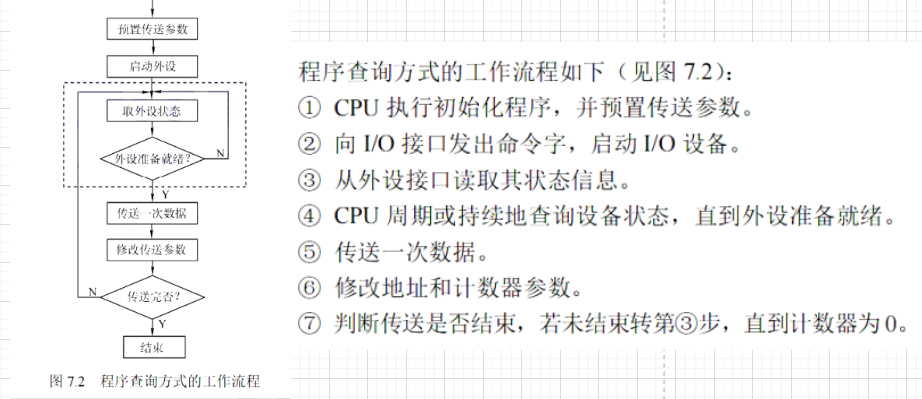 预置传送参数
启动外设
取外设状态
外设准备就绪?
N
Y
传送一次数据
修改传送参数
传送完否?
N
Y
结束
图 7.2 程序查询方式的工作流程
程序查询方式的工作流程如下（见图 7.2）：
① CPU 执行初始化程序，并预置传送参数。
② 向 I/O 接口发出命令字，启动 I/O 设备。
③ 从外设接口读取其状态信息。
④ CPU 周期或持续地查询设备状态，直到外设准备就绪。
⑤ 传送一次数据。
⑥ 修改地址和计数器参数。
⑦ 判断传送是否结束，若未结束转第③步，直到计数器为 0。